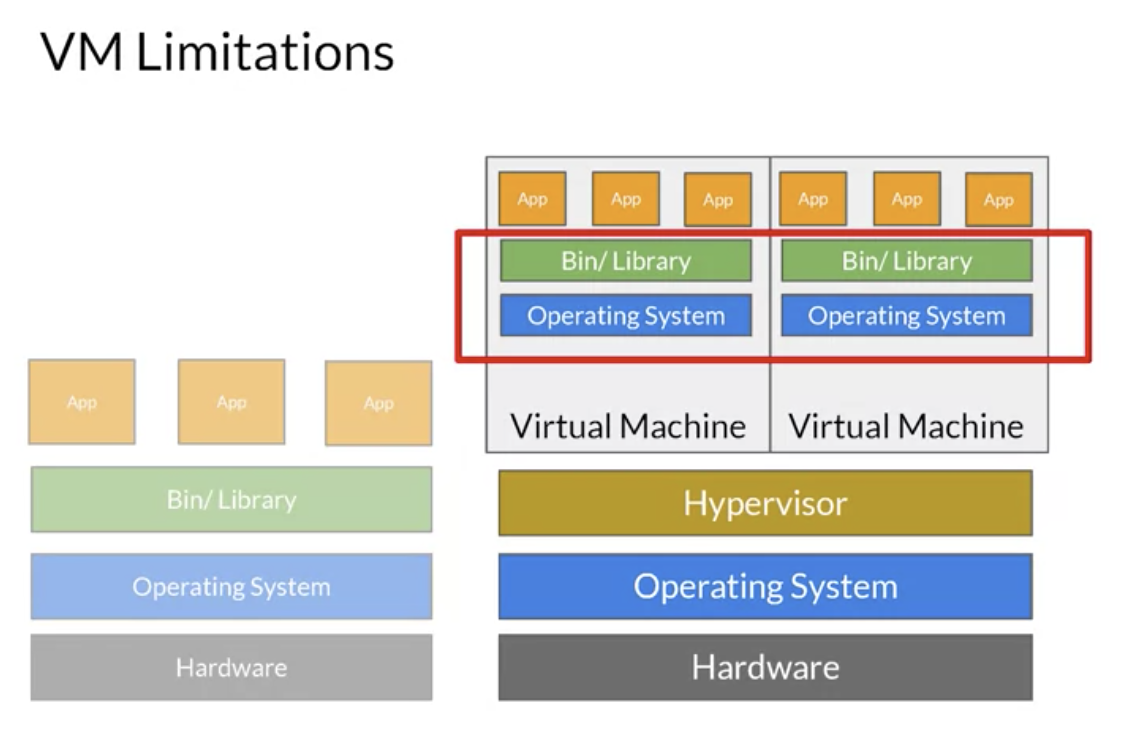 VM Limitations
App App App App App App
Bin/ Library Bin/ Library
Operating System Operating System
Virtual Machine Virtual Machine
App App App
Bin/ Library
Operating System
Hardware
Hypervisor
Operating System
Hardware